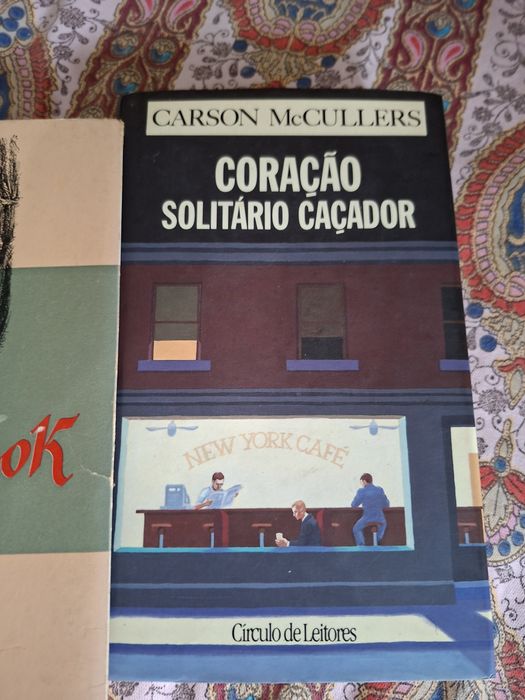 CARSON McCULLERS
CORAÇÃO
SOLITÁRIO CAÇADOR
NEW YORK CAFÉ
Círculo de Leitores